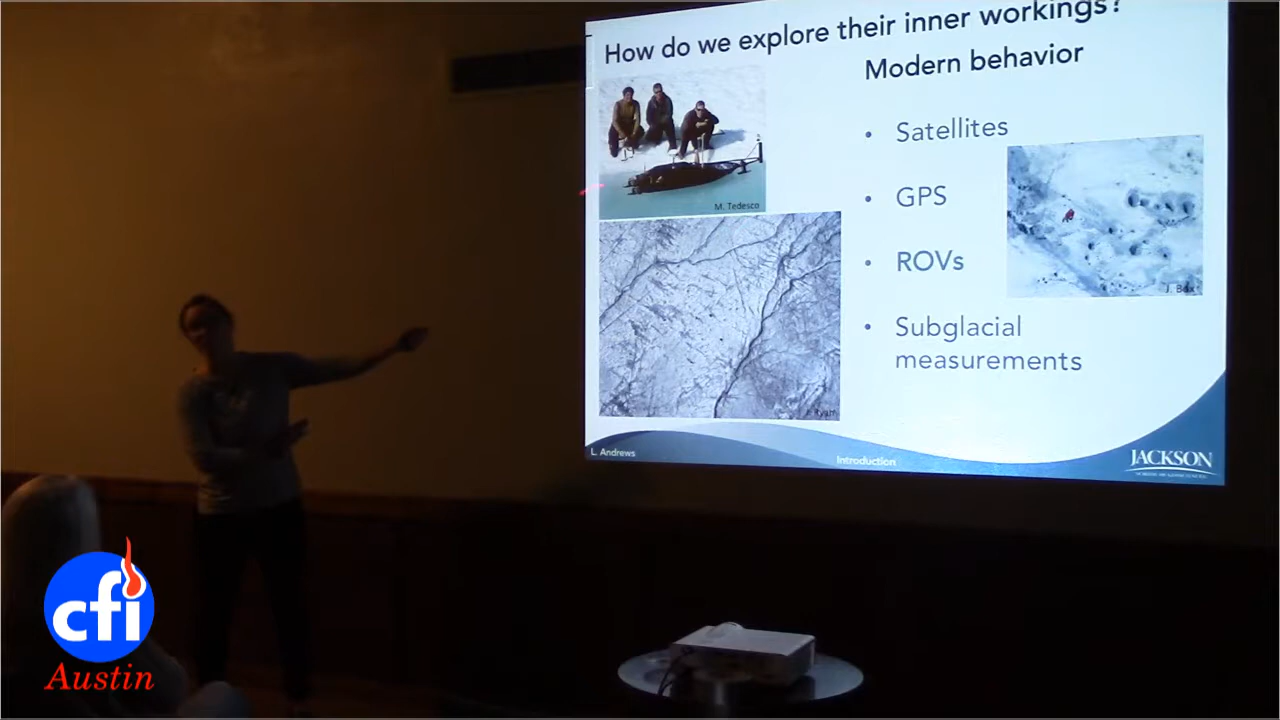 How do we explore their inner workings?
Modern behavior
• Satellites
• GPS
• ROVs
• Subglacial
measurements
M. Tedesco
J. Box
J. Ryan
L. Andrews
Introduction
JACKSON
cfi
Austin